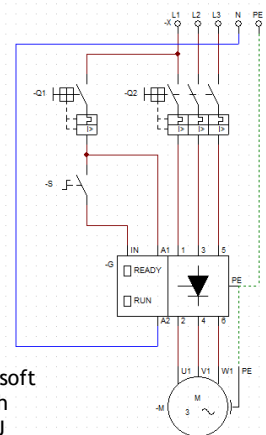 L1 L2 L3 N PE
-X
-Q1
-Q2
I> I> I> I>
-S
IN A1 1 3 5
-G
READY
PE
RUN
A2 2 4 6
soft
U1 V1 W1 PE
-M
M
3